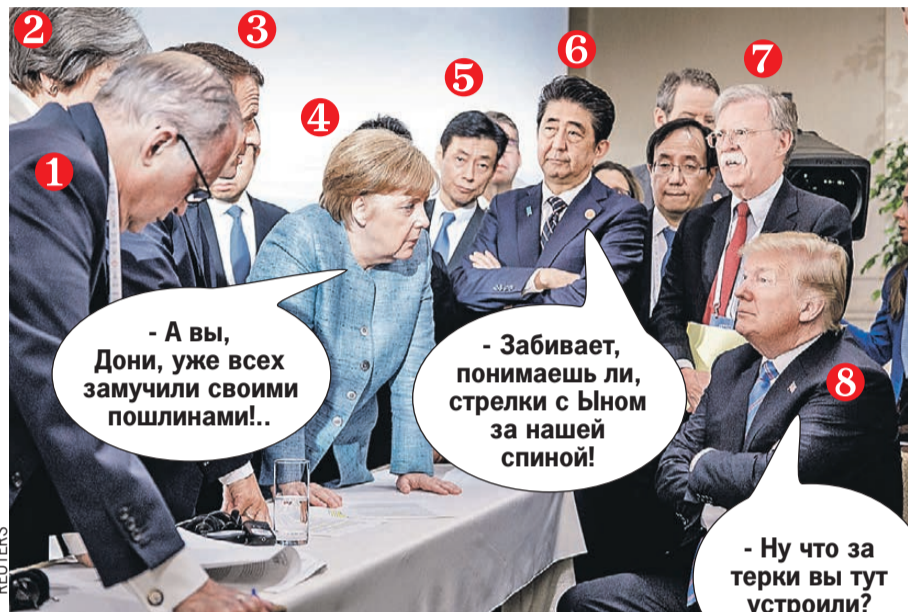 2
3
6
7
5
4
1
8
- А вы,
Дони, уже всех
замучили своими
пошлинами!..
- Забивает,
понимаешь ли,
стрелки с Ыном
за нашей
спиной!
- Ну что за
терки вы тут
устроили?
REUTERS